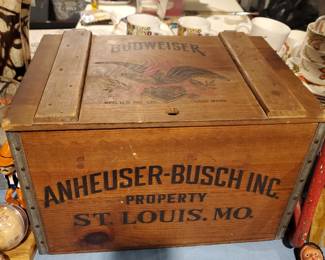 BUDWEISER
ANHEUSER-BUSCH INC.
PROPERTY
ST. LOUIS. MO.